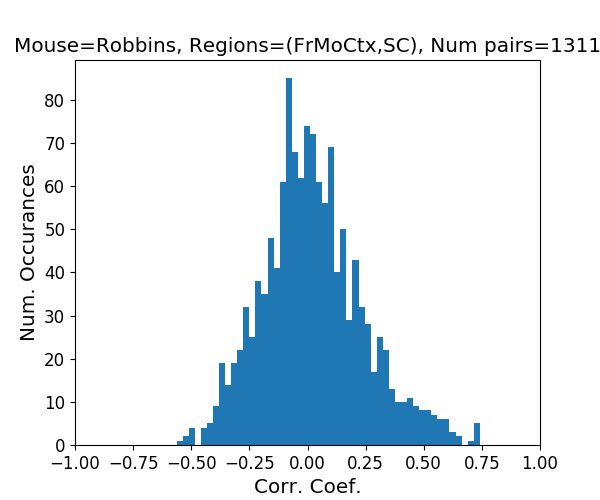 Mouse=Robbins, Regions=(FrMoCtx,SC), Num pairs=1311
Num. Occurances
80
70
60
50
40
30
20
10
0
−1.00 −0.75 −0.50 −0.25 0.00 0.25 0.50 0.75 1.00
Corr. Coef.